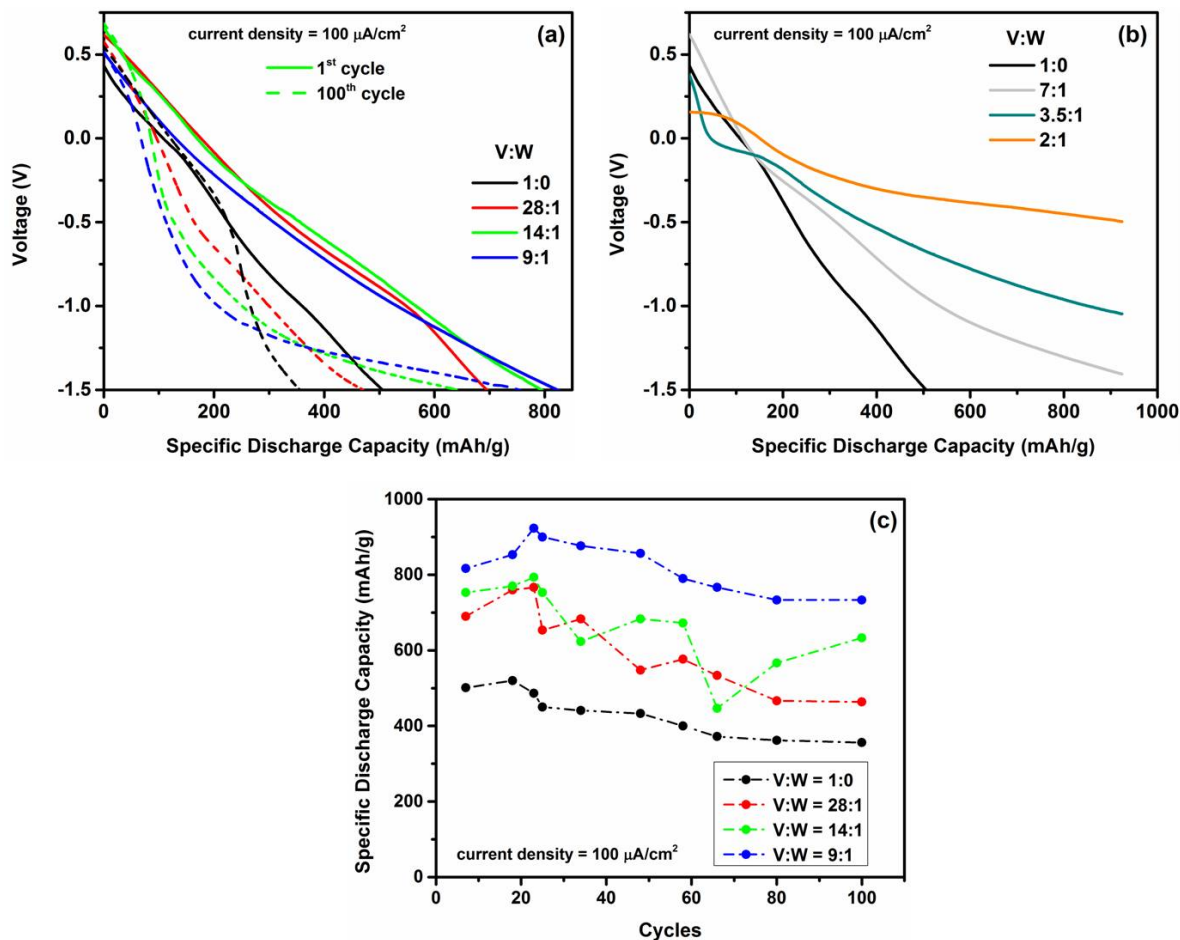 current density = 100 μA/cm²
(a)
1st cycle
100th cycle
V:W
1:0
28:1
14:1
9:1
0.5
0.0
-0.5
-1.0
-1.5
Voltage (V)
0 200 400 600 800
Specific Discharge Capacity (mAh/g)
current density = 100 μA/cm²
(b)
V:W
1:0
7:1
3.5:1
2:1
0.5
0.0
-0.5
-1.0
-1.5
Voltage (V)
0 200 400 600 800 1000
Specific Discharge Capacity (mAh/g)
(c)
1000
800
600
400
200
0
Specific Discharge Capacity (mAh/g)
V:W = 1:0
V:W = 28:1
V:W = 14:1
V:W = 9:1
current density = 100 μA/cm²
0 20 40 60 80 100
Cycles